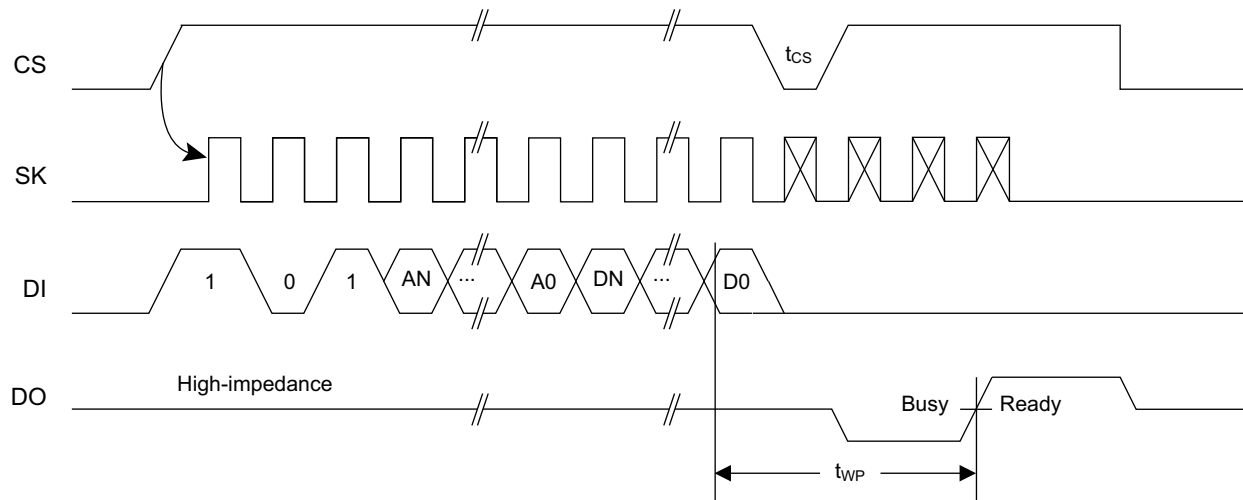 CS
tCS
SK
DI
1 0 1 AN ... A0 DN ... D0
High-impedance
DO
Busy Ready
tWP